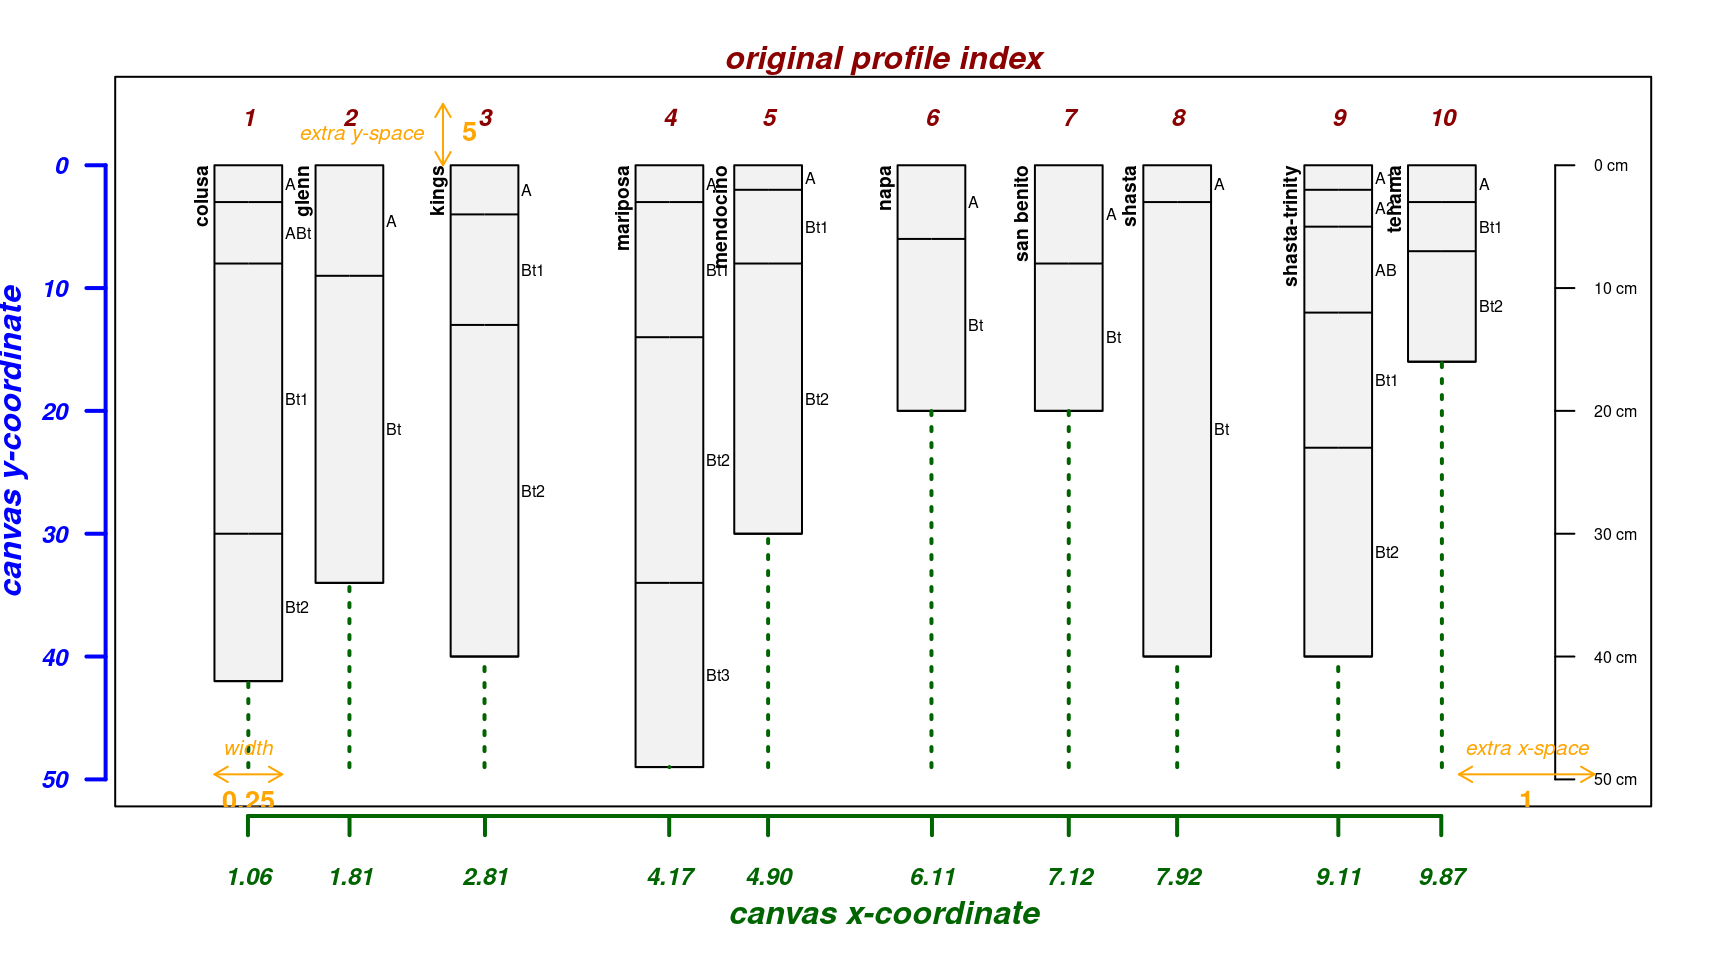 original profile index
1 2 3 4 5 6 7 8 9 10
extra y-space 5
canvas y-coordinate
0
10
20
30
40
50
colusa
A
ABt
Bt1
Bt2
glenn
A
Bt
kings
A
Bt1
Bt2
mariposa
A
Bt1
Bt2
Bt3
mendocino
A
Bt1
Bt2
napa
A
Bt
san benito
A
Bt
shasta
A
Bt
shasta-trinity
A1
A2
AB
Bt1
Bt2
tehama
A
Bt1
Bt2
0 cm
10 cm
20 cm
30 cm
40 cm
50 cm
width
0.25
extra x-space
1
1.06 1.81 2.81 4.17 4.90 6.11 7.12 7.92 9.11 9.87
canvas x-coordinate